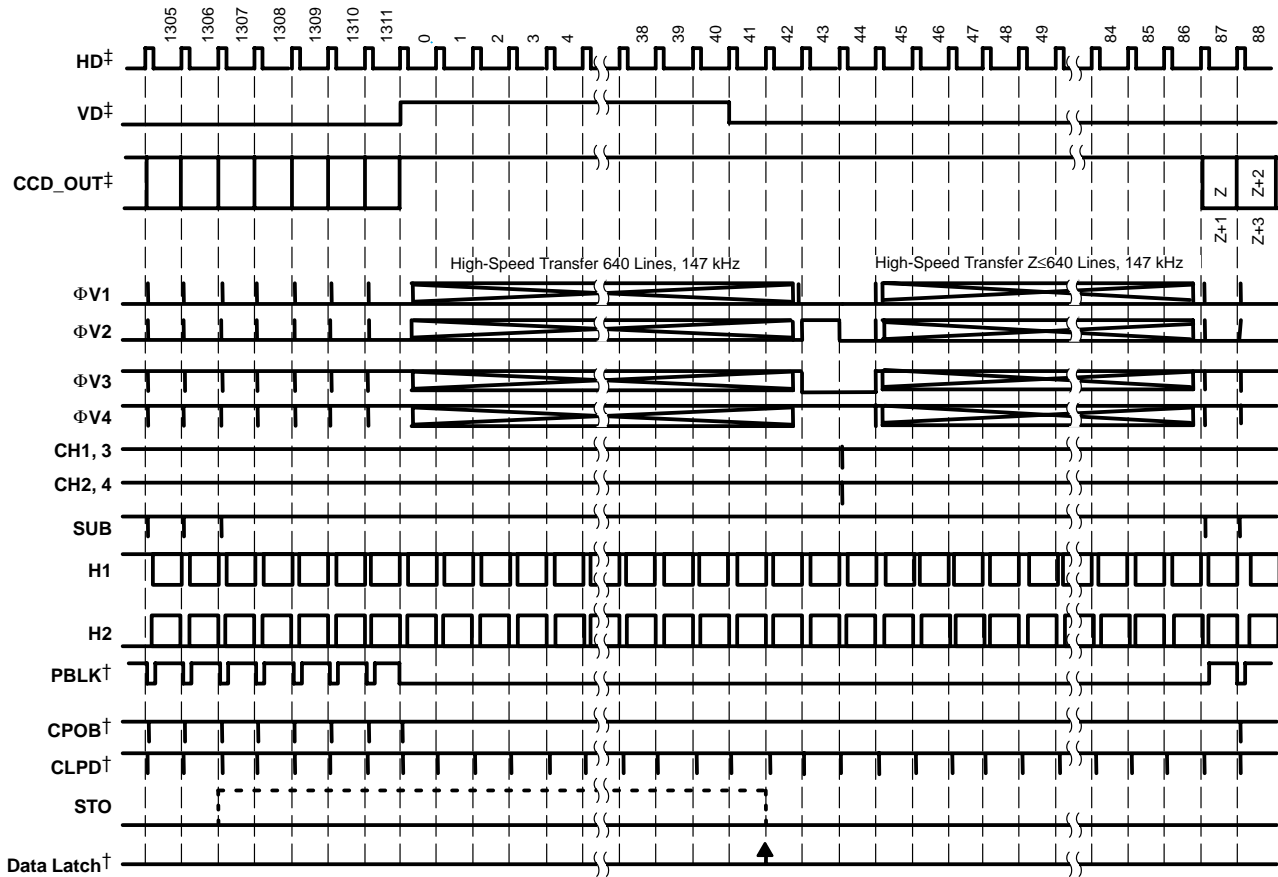 1305 1306 1307 1308 1309 1310 1311 0 1 2 3 4 38 39 40 41 42 43 44 45 46 47 48 49 84 85 86 87 88
HD‡
VD‡
CCD_OUT‡
Z Z+2
Z+1 Z+3
High-Speed Transfer 640 Lines, 147 kHz
High-Speed Transfer Z≤640 Lines, 147 kHz
ΦV1
ΦV2
ΦV3
ΦV4
CH1, 3
CH2, 4
SUB
H1
H2
PBLK†
CPOB†
CLPD†
STO
Data Latch†